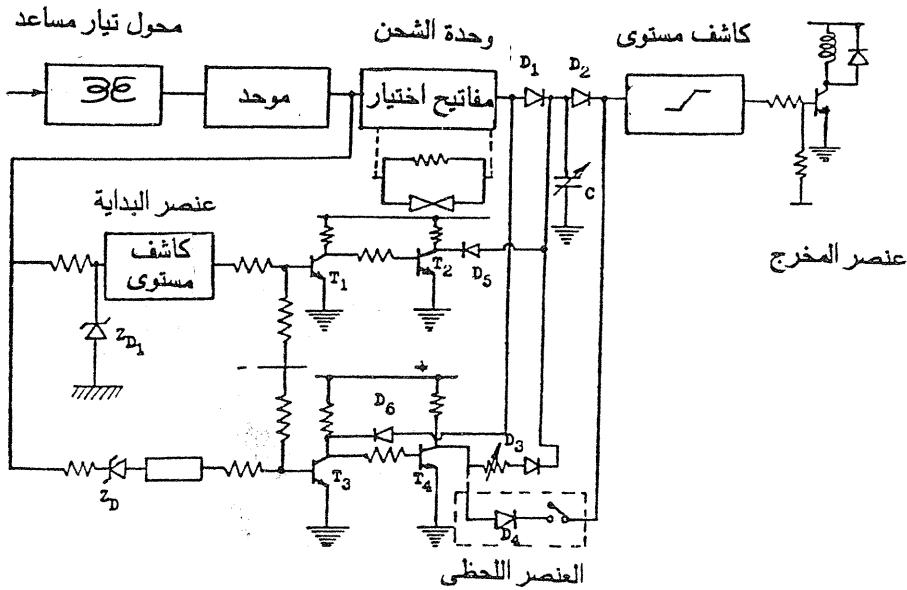 محول تيار مساعد
وحدة الشحن
كاشف مستوى
موحد
مفاتيح اختيار
D1
D2
C
عنصر المخرج
عنصر البداية
كاشف
مستوى
T1
T2
D5
ZD1
-
+
D6
D3
T3
T4
ZD
D4
العنصر اللحظى